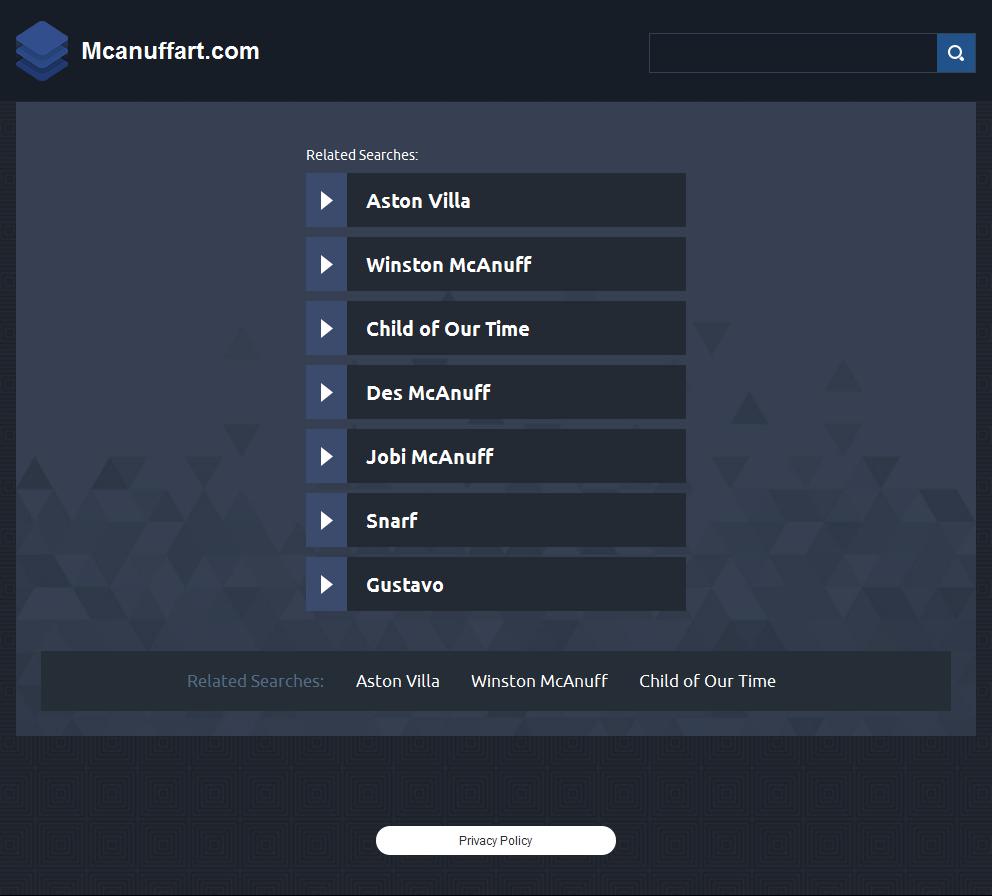 Mcanuffart.com
Related Searches:
Aston Villa
Winston McAnuff
Child of Our Time
Des McAnuff
Jobi McAnuff
Snarf
Gustavo
Related Searches: Aston Villa Winston McAnuff Child of Our Time
Privacy Policy